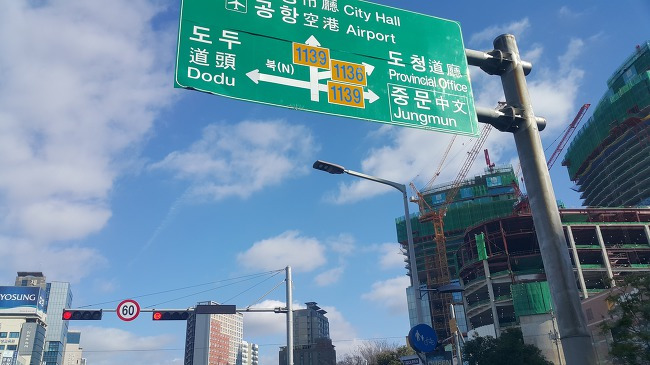 市廳 City Hall
공항空港 Airport
도두
道頭
Dodu
북(N)
1139
1136
1139
도청道廳
Provincial Office
중문中文
Jungmun
YOSUNG
60